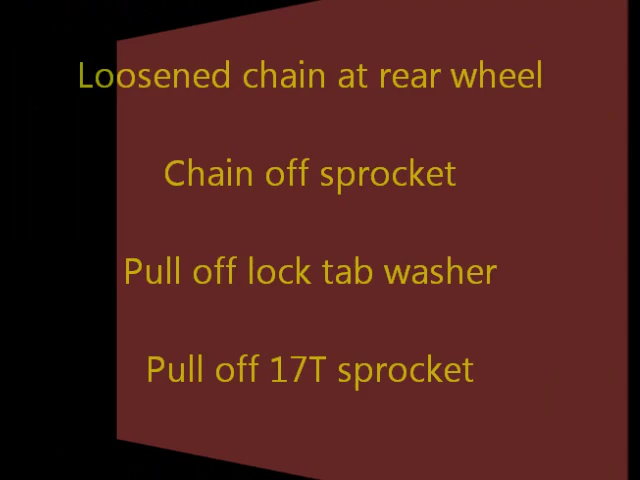 Loosened chain at rear wheel
Chain off sprocket
Pull off lock tab washer
Pull off 17T sprocket